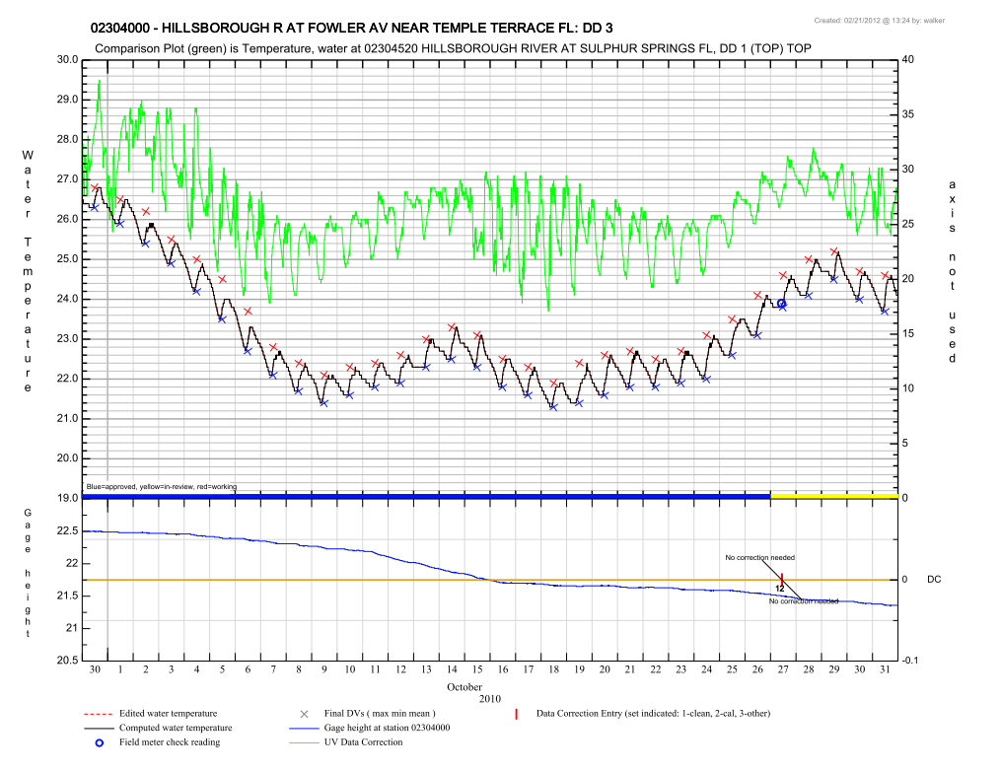 Created: 02/21/2012 @ 13:24 by: walker
02304000 - HILLSBOROUGH R AT FOWLER AV NEAR TEMPLE TERRACE FL: DD 3
Comparison Plot (green) is Temperature, water at 02304520 HILLSBOROUGH RIVER AT SULPHUR SPRINGS FL, DD 1 (TOP) TOP
Water Temperature
30.0
29.0
28.0
27.0
26.0
25.0
24.0
23.0
22.0
21.0
20.0
19.0
40
35
30
25
20
15
10
5
0
axis not used
Blue=approved, yellow=in-review, red=working
Gage height
22.5
22
21.5
21
20.5
No correction needed
12
No correction needed
0
-0.1
DC
30 1 2 3 4 5 6 7 8 9 10 11 12 13 14 15 16 17 18 19 20 21 22 23 24 25 26 27 28 29 30 31
October
2010
Edited water temperature
Final DVs ( max min mean )
Data Correction Entry (set indicated: 1-clean, 2-cal, 3-other)
Computed water temperature
Gage height at station 02304000
Field meter check reading
UV Data Correction